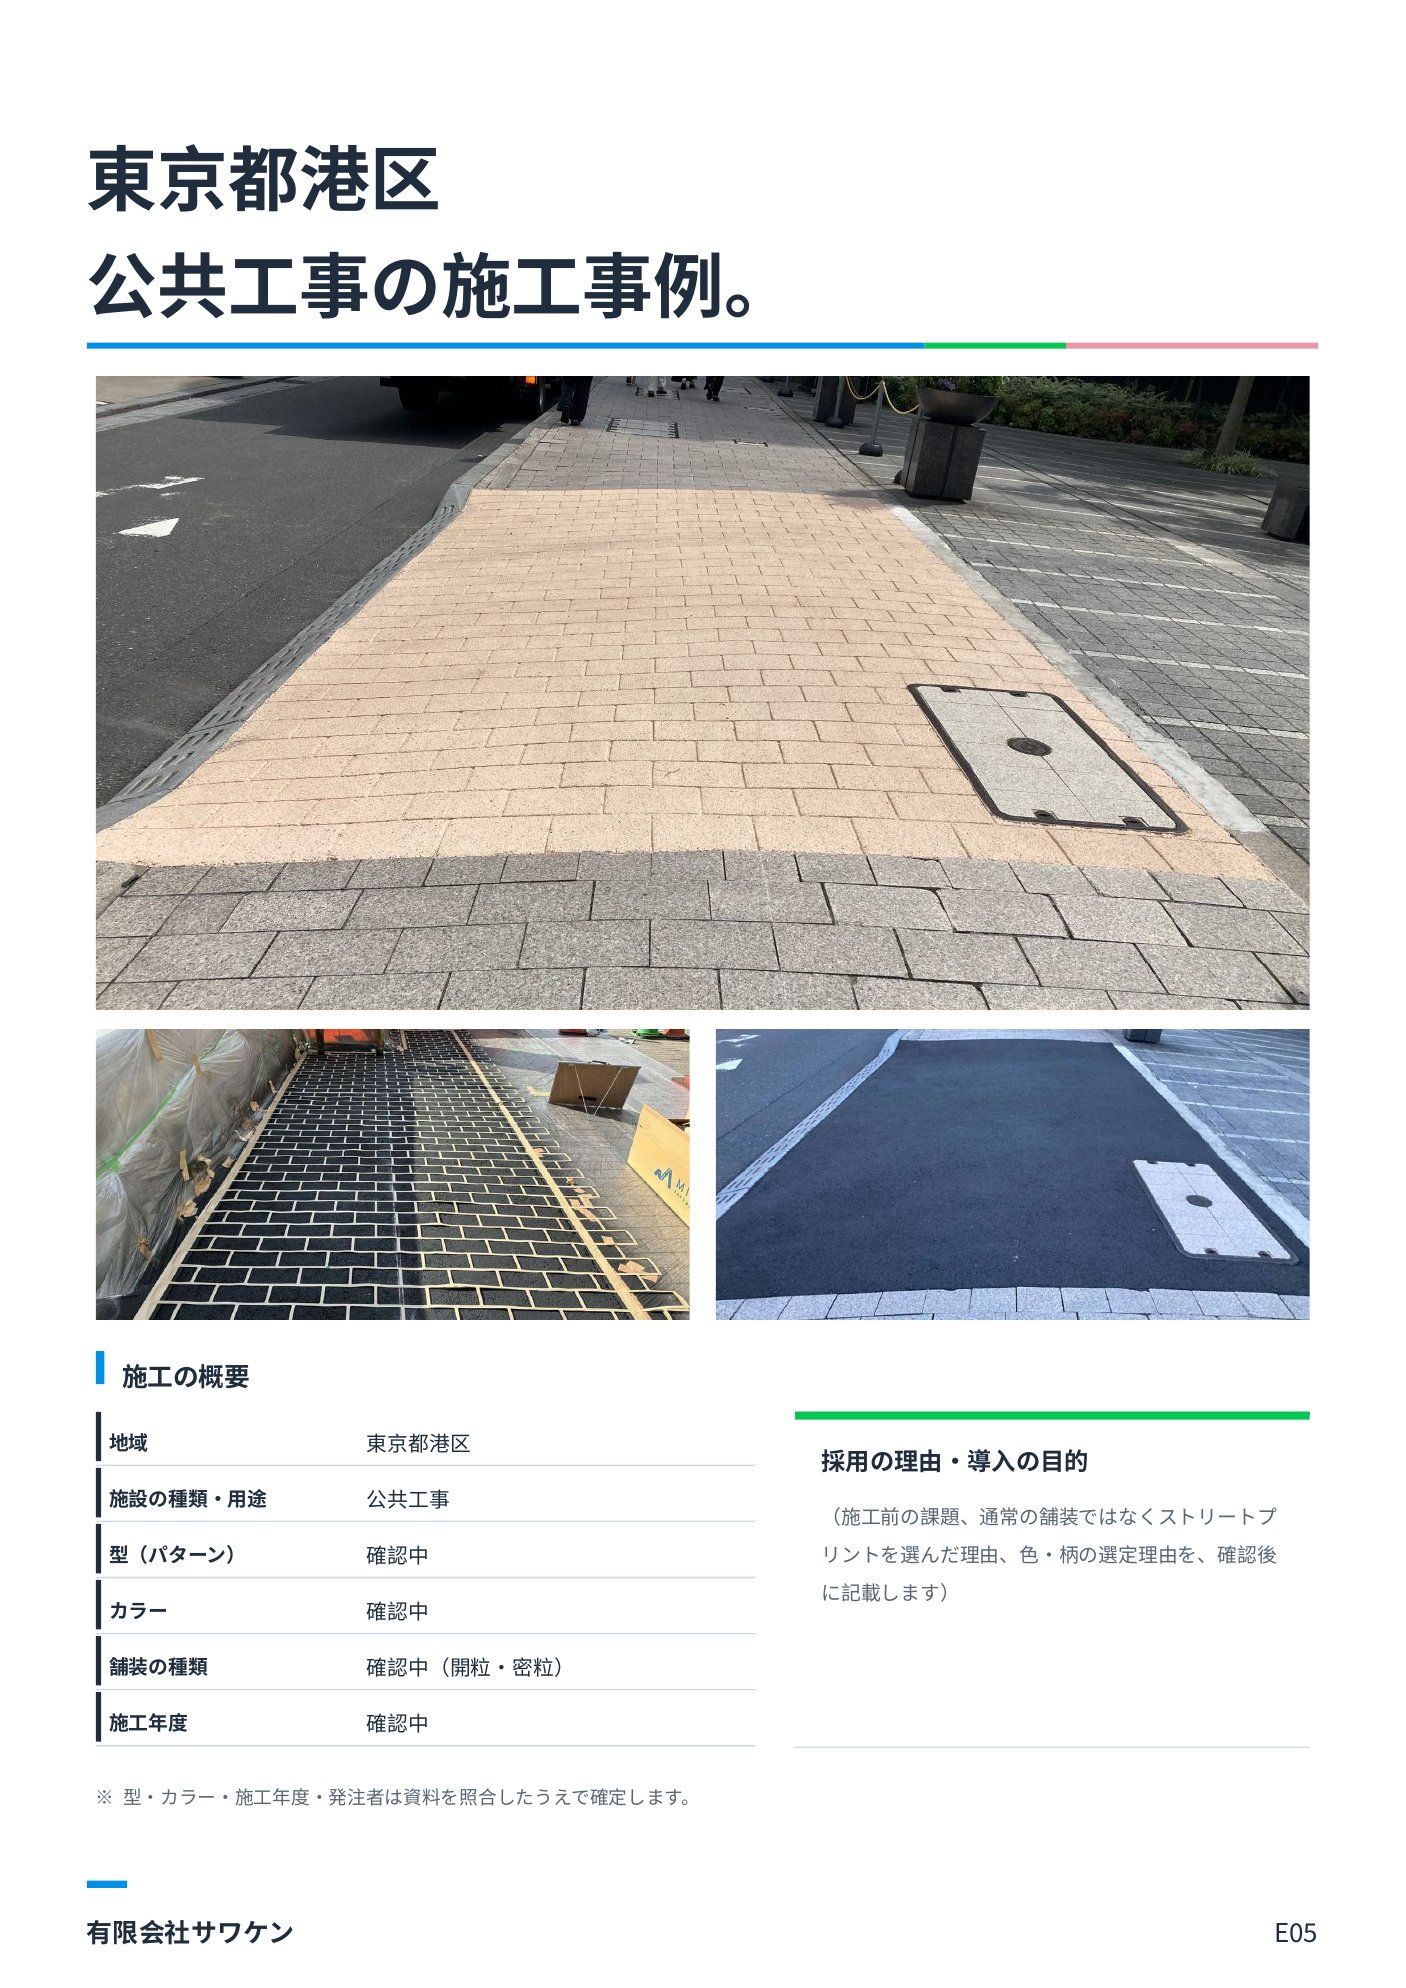 東京都港区
公共工事の施工事例。
施工の概要
地域 東京都港区
施設の種類・用途 公共工事
型（パターン） 確認中
カラー 確認中
舗装の種類 確認中（開粒・密粒）
施工年度 確認中
採用の理由・導入の目的
（施工前の課題、通常の舗装ではなくストリートプ
リントを選んだ理由、色・柄の選定理由を、確認後
に記載します）
※ 型・カラー・施工年度・発注者は資料を照合したうえで確定します。
有限会社サワケン
E05